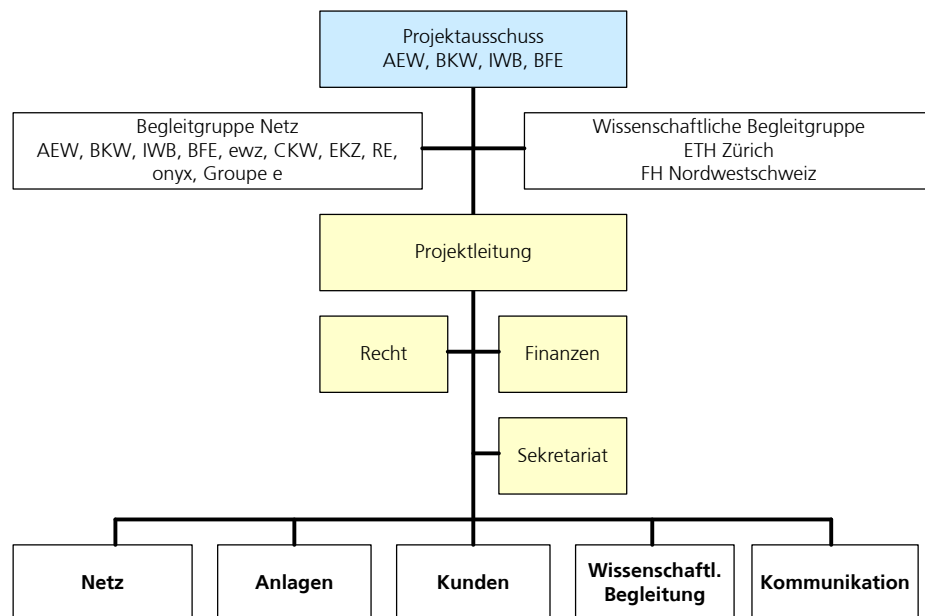 Projektausschuss
AEW, BKW, IWB, BFE
Begleitgruppe Netz
AEW, BKW, IWB, BFE, ewz, CKW, EKZ, RE,
onyx, Groupe e
Wissenschaftliche Begleitgruppe
ETH Zürich
FH Nordwestschweiz
Projektleitung
Recht
Finanzen
Sekretariat
Netz
Anlagen
Kunden
Wissenschaftl.
Begleitung
Kommunikation